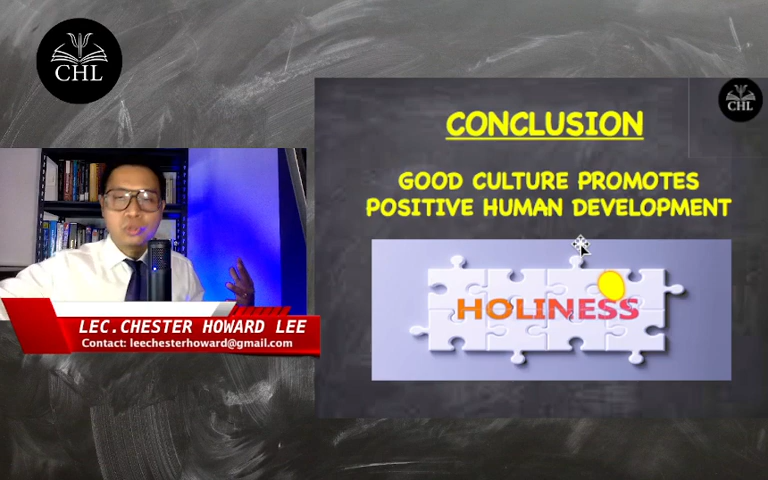 CHL
CHL
CONCLUSION
GOOD CULTURE PROMOTES
POSITIVE HUMAN DEVELOPMENT
HOLINESS
LEC.CHESTER HOWARD LEE
Contact: leechesterhoward@gmail.com